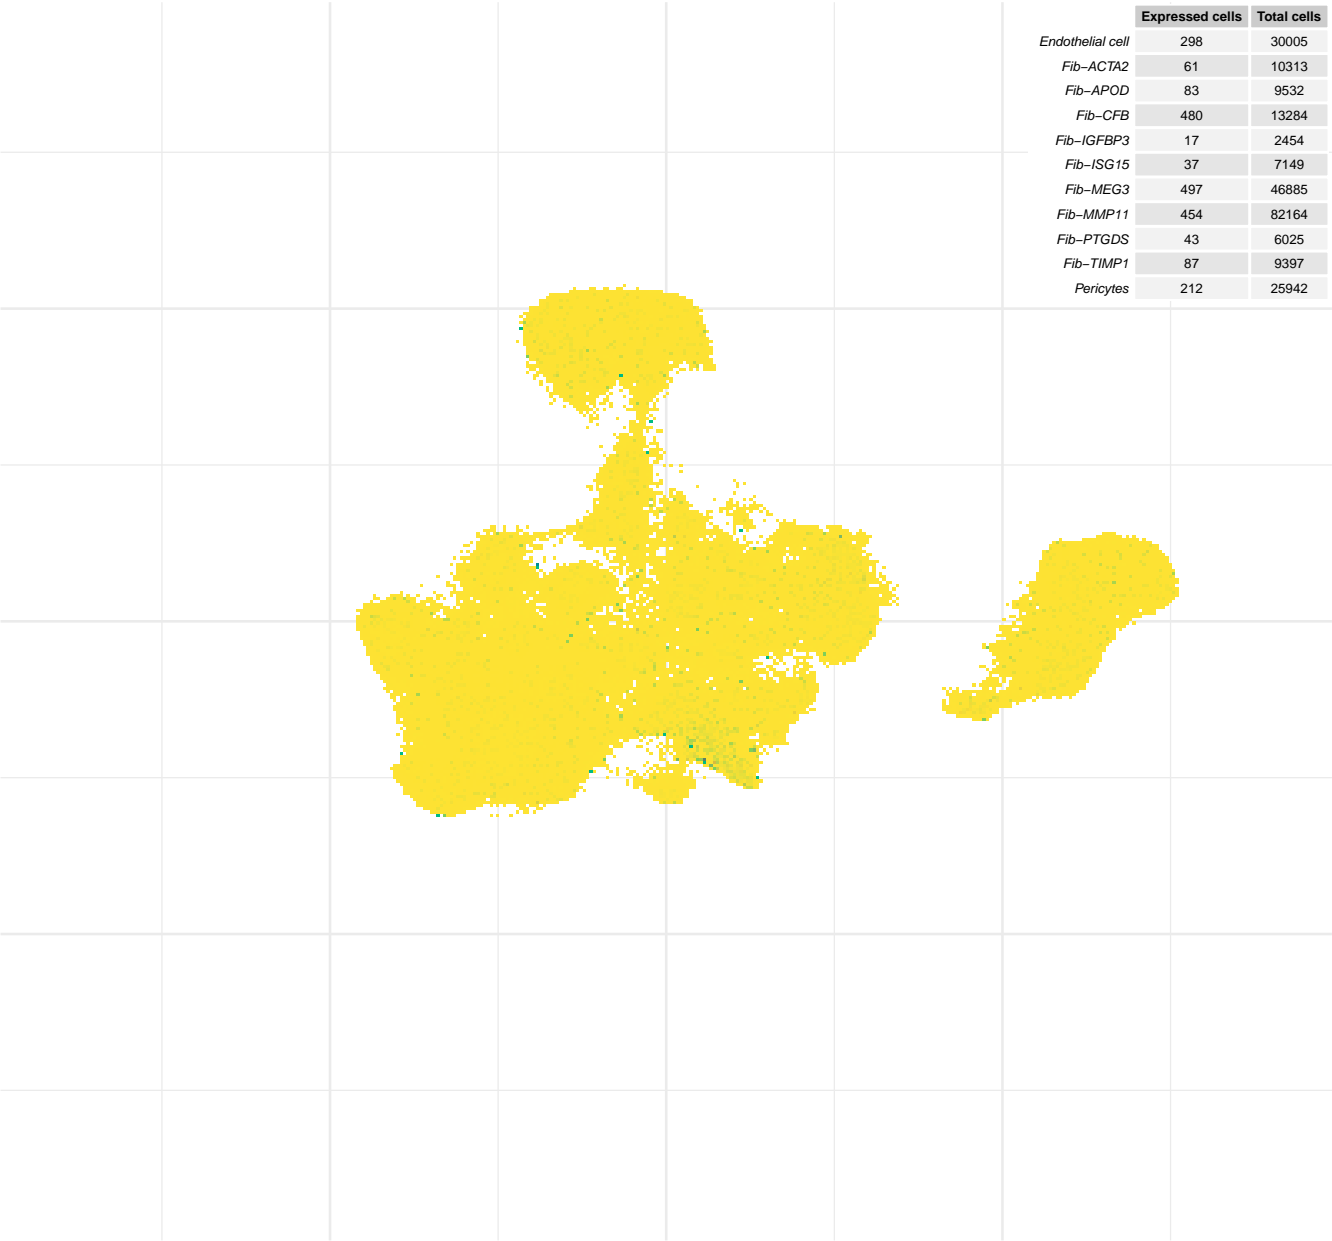 Expressed cells Total cells
Endothelial cell 298 30005
Fib−ACTA2 61 10313
Fib−APOD 83 9532
Fib−CFB 480 13284
Fib−IGFBP3 17 2454
Fib−ISG15 37 7149
Fib−MEG3 497 46885
Fib−MMP11 454 82164
Fib−PTGDS 43 6025
Fib−TIMP1 87 9397
Pericytes 212 25942